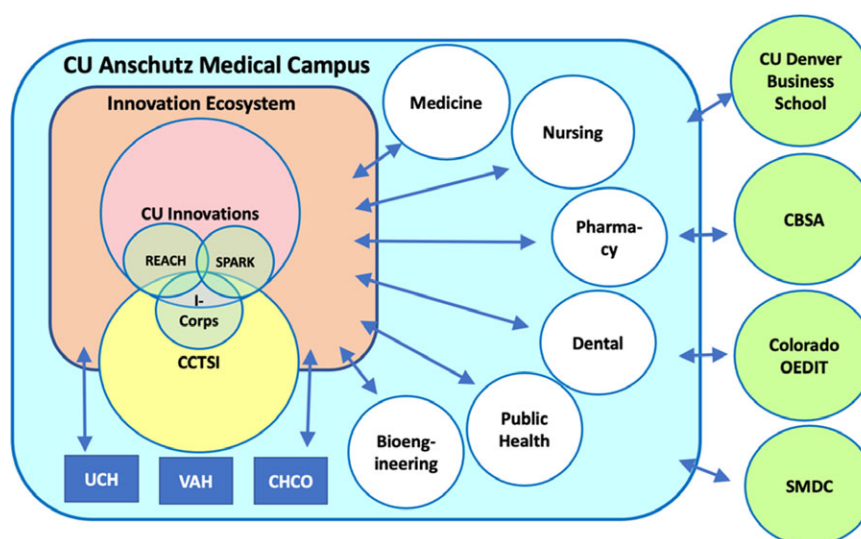 CU Anschutz Medical Campus
Innovation Ecosystem
CU Innovations
REACH
SPARK
I-
Corps
CCTSI
UCH
VAH
CHCO
Medicine
Nursing
Pharma-
cy
Dental
Public
Health
Bioeng-
ineering
CU Denver
Business
School
CBSA
Colorado
OEDIT
SMDC